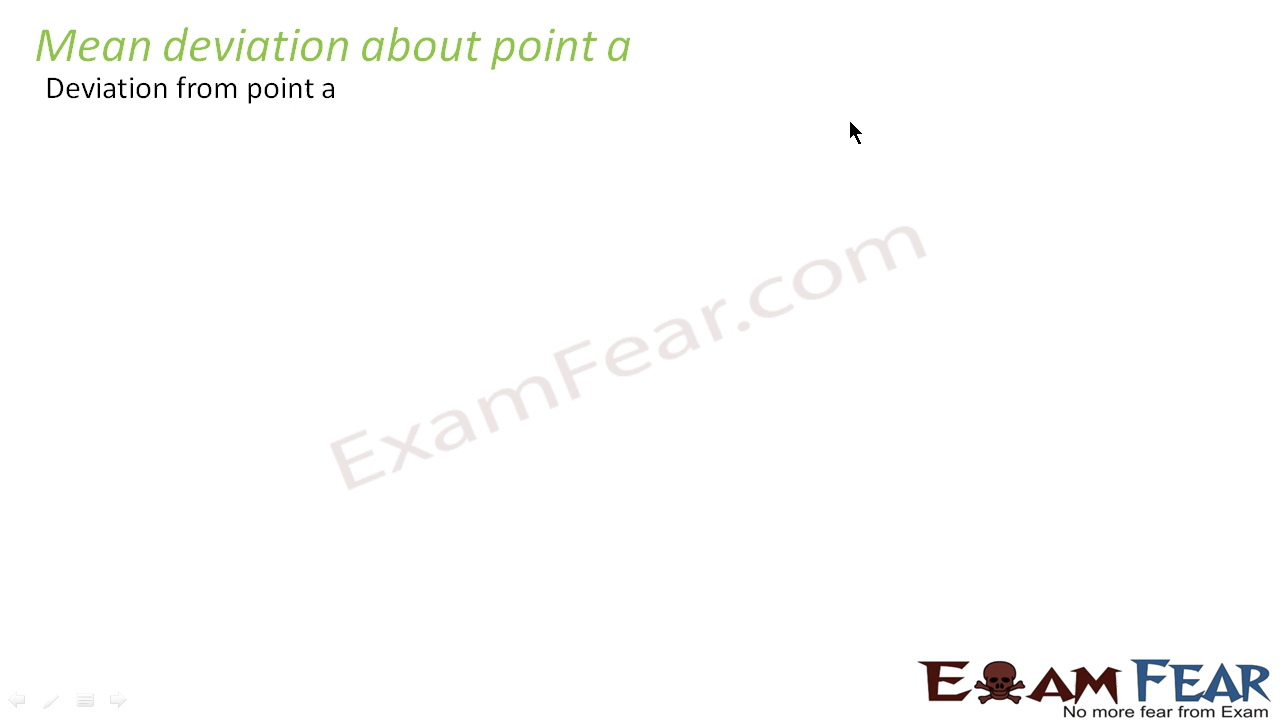 Mean deviation about point a
Deviation from point a
ExamFear.com
EXAM FEAR
No more fear from Exam